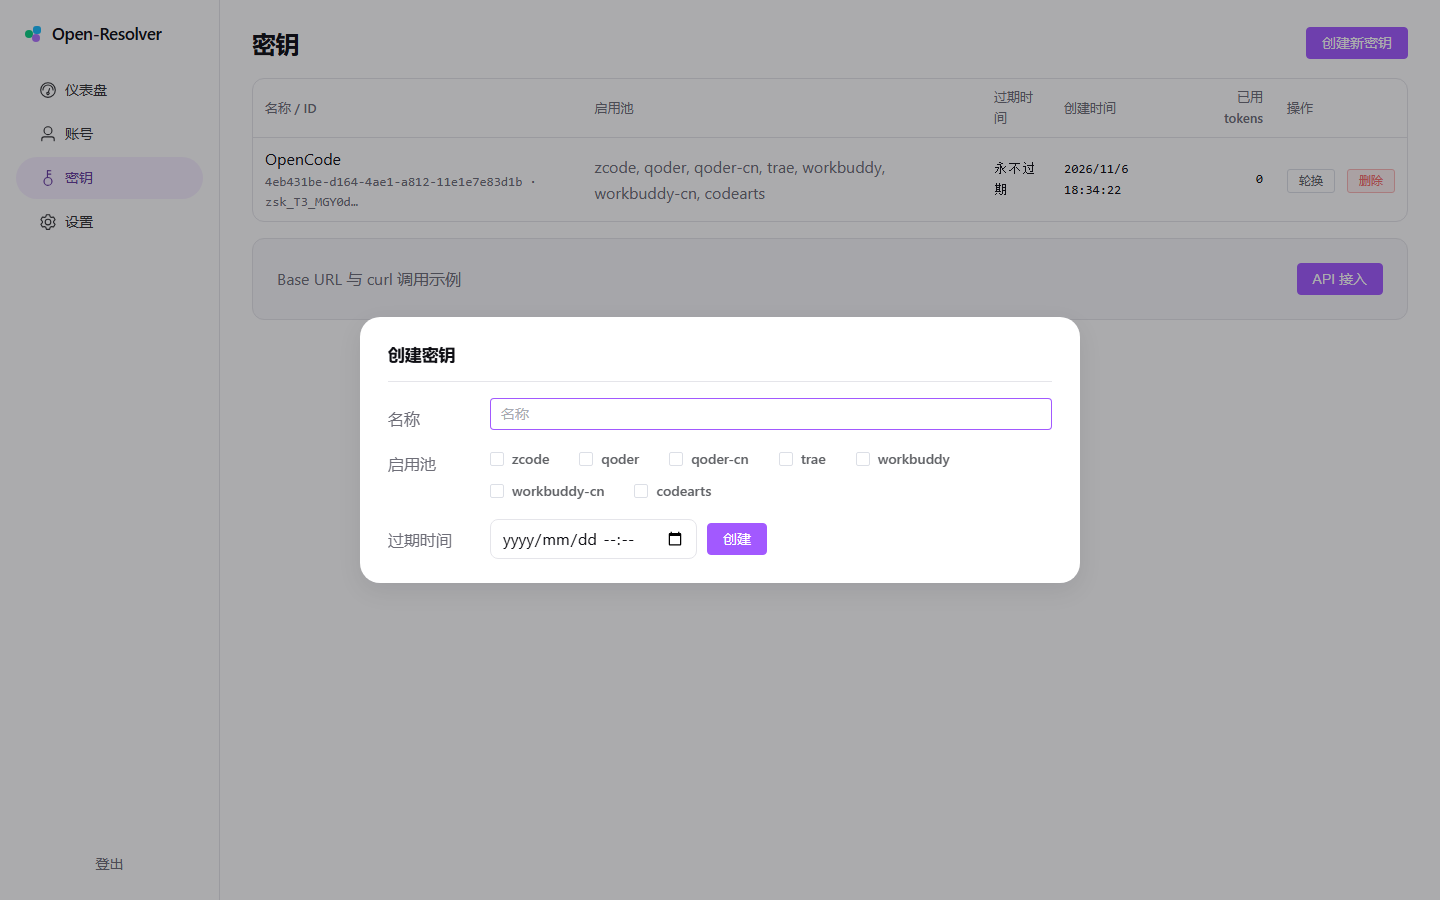 Open-Resolver
仪表盘
账号
密钥
设置
登出
密钥
创建新密钥
名称 / ID
启用池
过期时
间
创建时间
已用
tokens
操作
OpenCode
4eb431be-d164-4ae1-a812-11e1e7e83d1b ·
zsk_T3_MGY0d…
zcode, qoder, qoder-cn, trae, workbuddy,
workbuddy-cn, codearts
永不过
期
2026/11/6
18:34:22
0
轮换
删除
Base URL 与 curl 调用示例
API 接入
创建密钥
名称
名称
启用池
zcode
qoder
qoder-cn
trae
workbuddy
workbuddy-cn
codearts
过期时间
yyyy/mm/dd --:--
创建